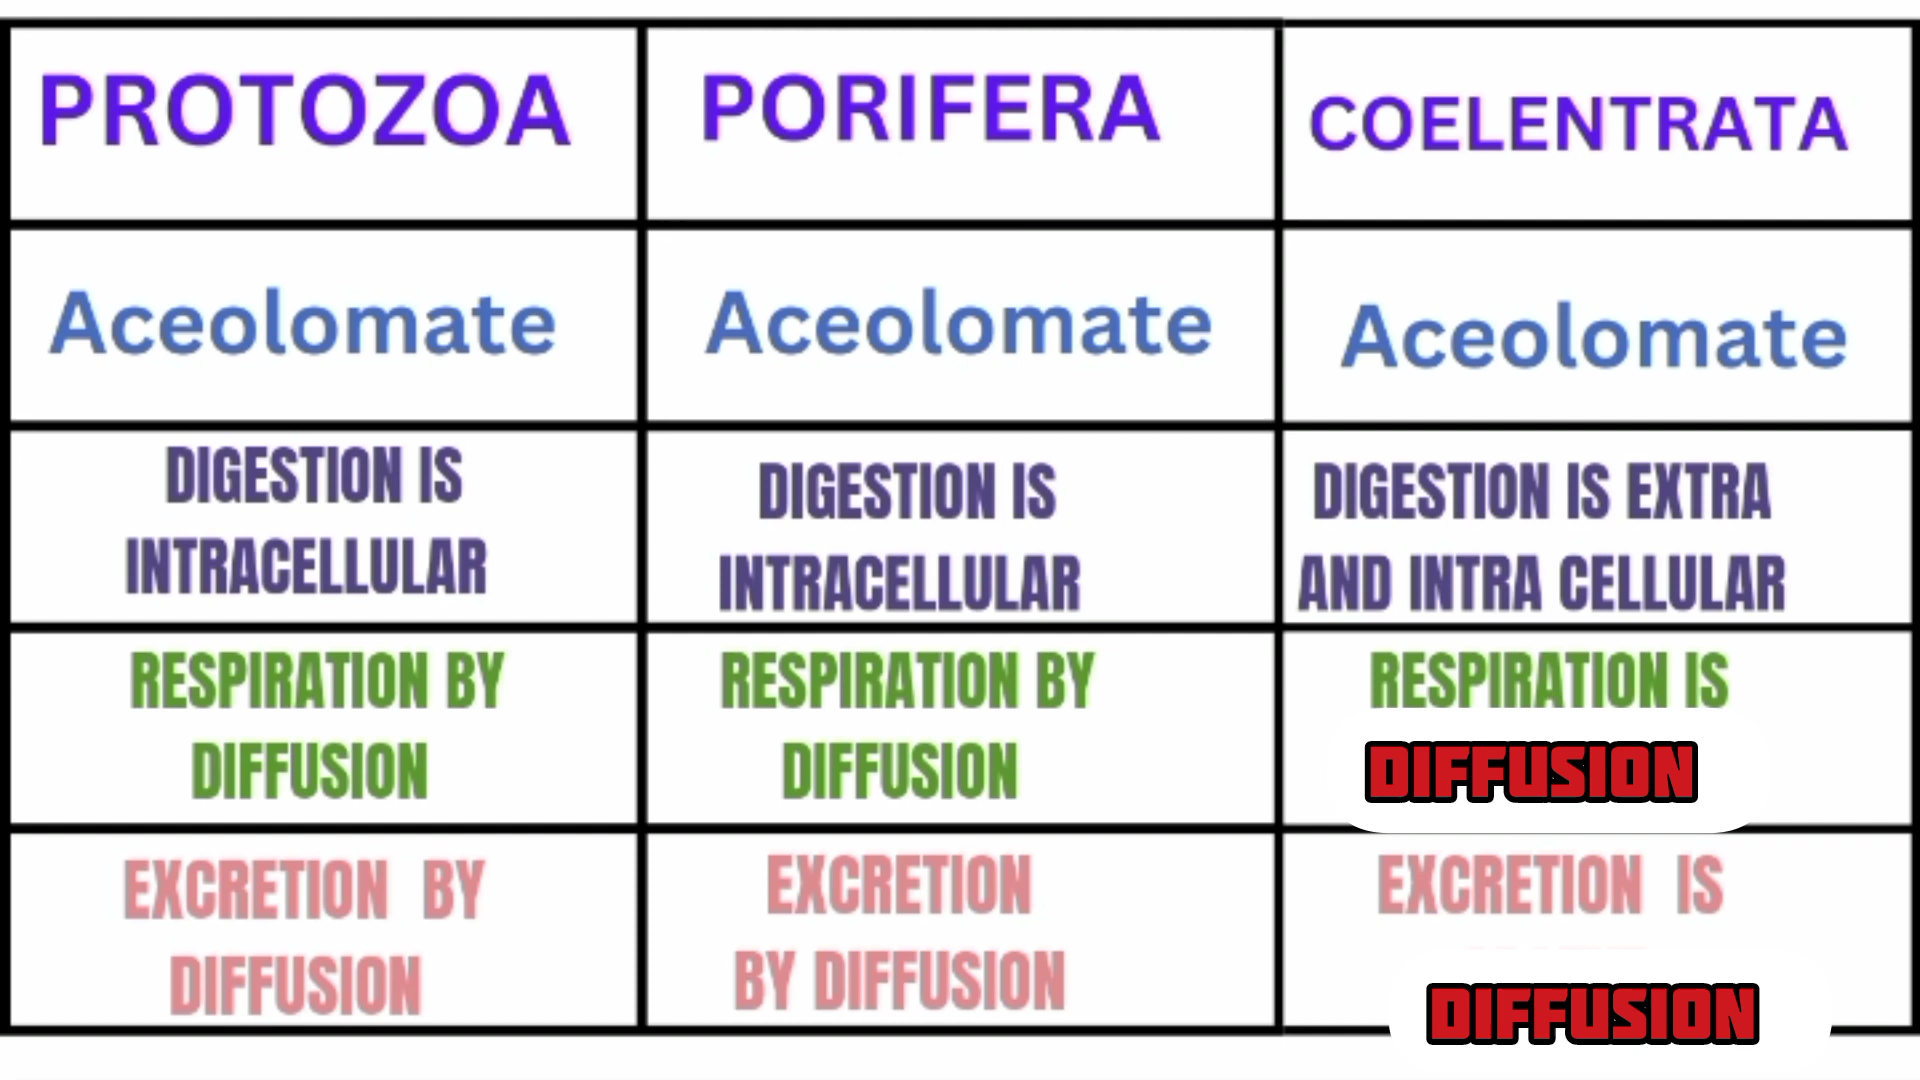 PROTOZOA
PORIFERA
COELENTRATA
Aceolomate
Aceolomate
Aceolomate
DIGESTION IS
INTRACELLULAR
DIGESTION IS
INTRACELLULAR
DIGESTION IS EXTRA
AND INTRA CELLULAR
RESPIRATION BY
DIFFUSION
RESPIRATION BY
DIFFUSION
RESPIRATION IS
DIFFUSION
EXCRETION BY
DIFFUSION
EXCRETION
BY DIFFUSION
EXCRETION IS
DIFFUSION